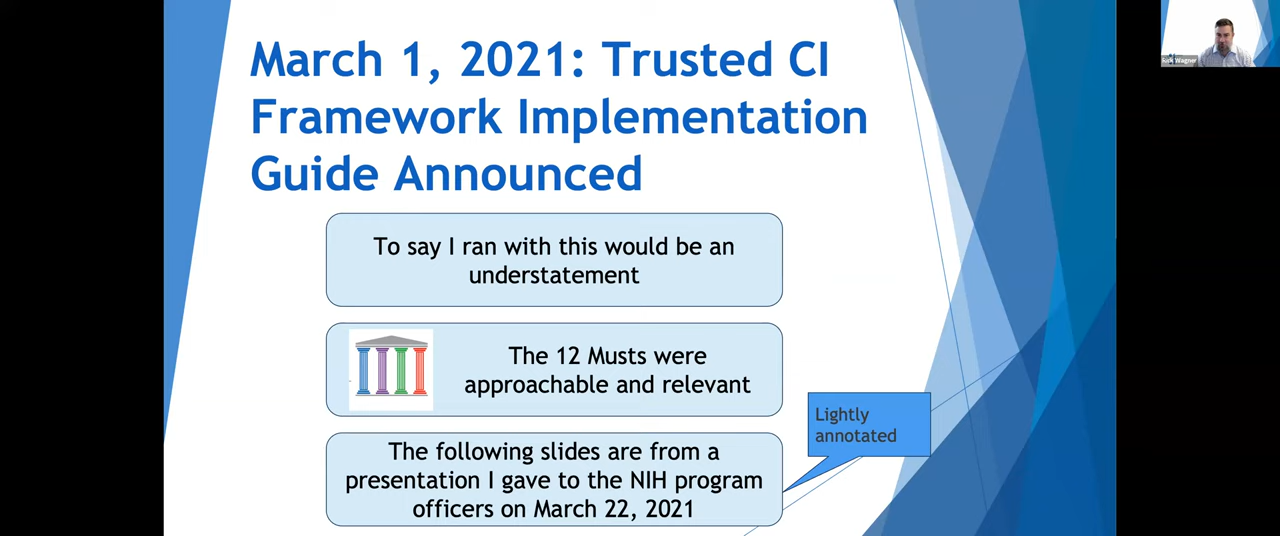 March 1, 2021: Trusted CI
Framework Implementation
Guide Announced
To say I ran with this would be an
understatement
The 12 Musts were
approachable and relevant
Lightly
annotated
The following slides are from a
presentation I gave to the NIH program
officers on March 22, 2021
Rick Wagner